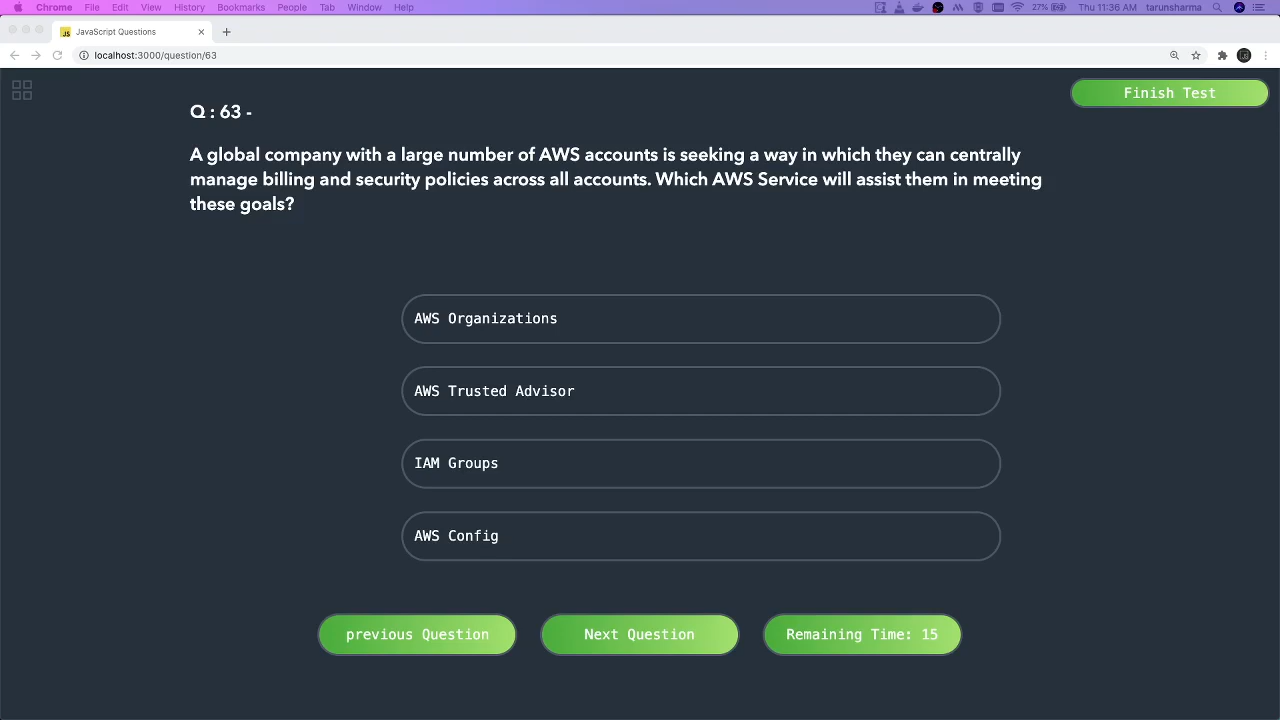 Chrome File Edit View History Bookmarks People Tab Window Help 27% Thu 11:36 AM tarunsharma
JS JavaScript Questions
localhost:3000/question/63
Finish Test
Q : 63 -
A global company with a large number of AWS accounts is seeking a way in which they can centrally
manage billing and security policies across all accounts. Which AWS Service will assist them in meeting
these goals?
AWS Organizations
AWS Trusted Advisor
IAM Groups
AWS Config
previous Question Next Question Remaining Time: 15